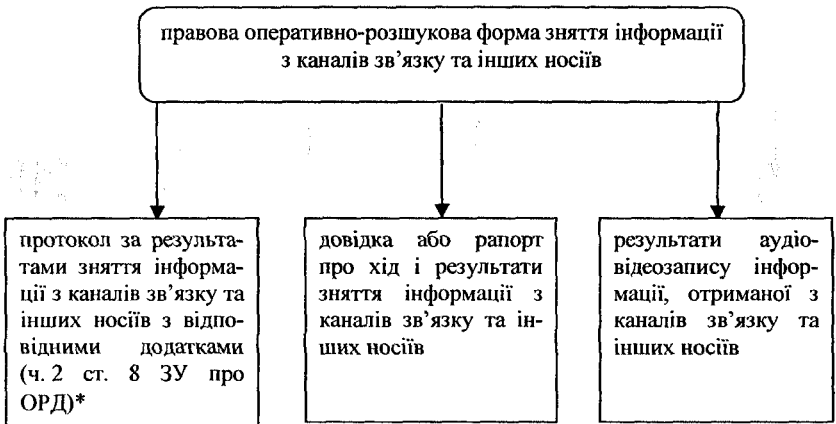 правова оперативно-розшукова форма зняття інформації
з каналів зв’язку та інших носіїв
протокол за результа-
тами зняття інформа-
ції з каналів зв’язку та
інших носіїв з відпо-
відними додатками
(ч. 2 ст. 8 ЗУ про
ОРД)*
довідка або рапорт
про хід і результати
зняття інформації з
каналів зв’язку та ін-
ших носіїв
результати аудіо-
відеозапису інфор-
мації, отриманої з
каналів зв’язку та
інших носіїв